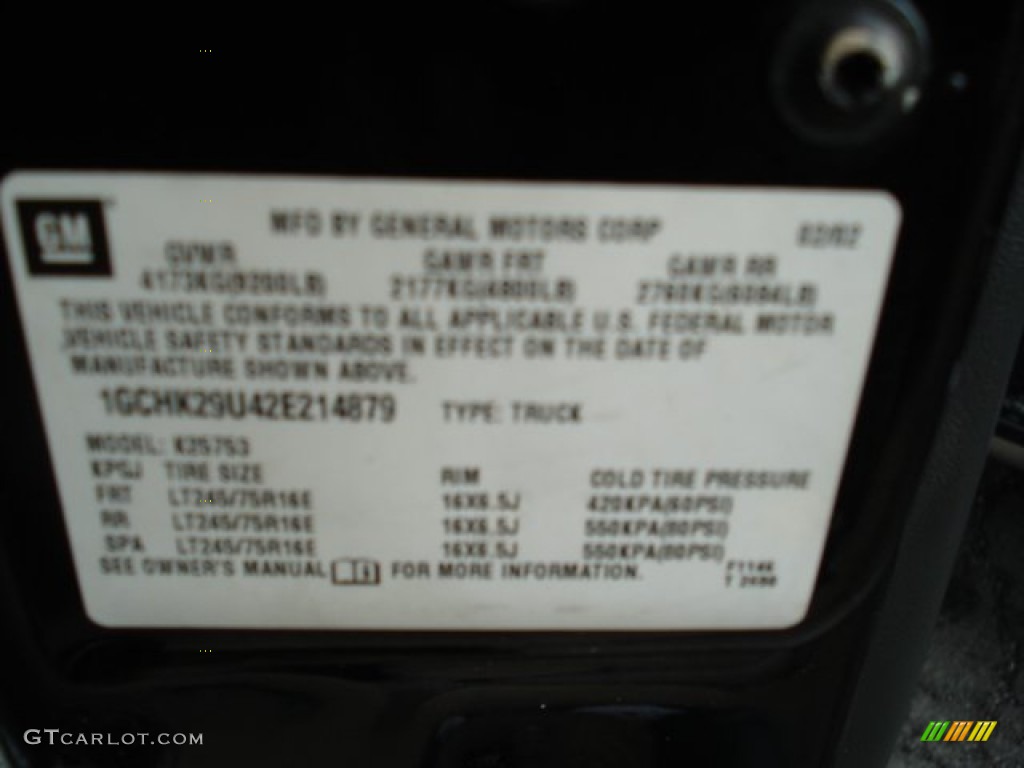 GM
MFD BY GENERAL MOTORS CORP 02/02
GVWR GAWR FRT GAWR RR
4173KG(9200LB) 2177KG(4800LB) 2760KG(6084LB)
THIS VEHICLE CONFORMS TO ALL APPLICABLE U.S. FEDERAL MOTOR
VEHICLE SAFETY STANDARDS IN EFFECT ON THE DATE OF
MANUFACTURE SHOWN ABOVE.
1GCHK29U42E214879 TYPE: TRUCK
MODEL: K25753
TIRE SIZE RIM COLD TIRE PRESSURE
FRT LT245/75R16E 16X6.5J 420KPA(60PSI)
RR LT245/75R16E 16X6.5J 550KPA(80PSI)
SPA LT245/75R16E 16X6.5J 550KPA(80PSI)
SEE OWNER'S MANUAL FOR MORE INFORMATION.
GTCARLOT.COM